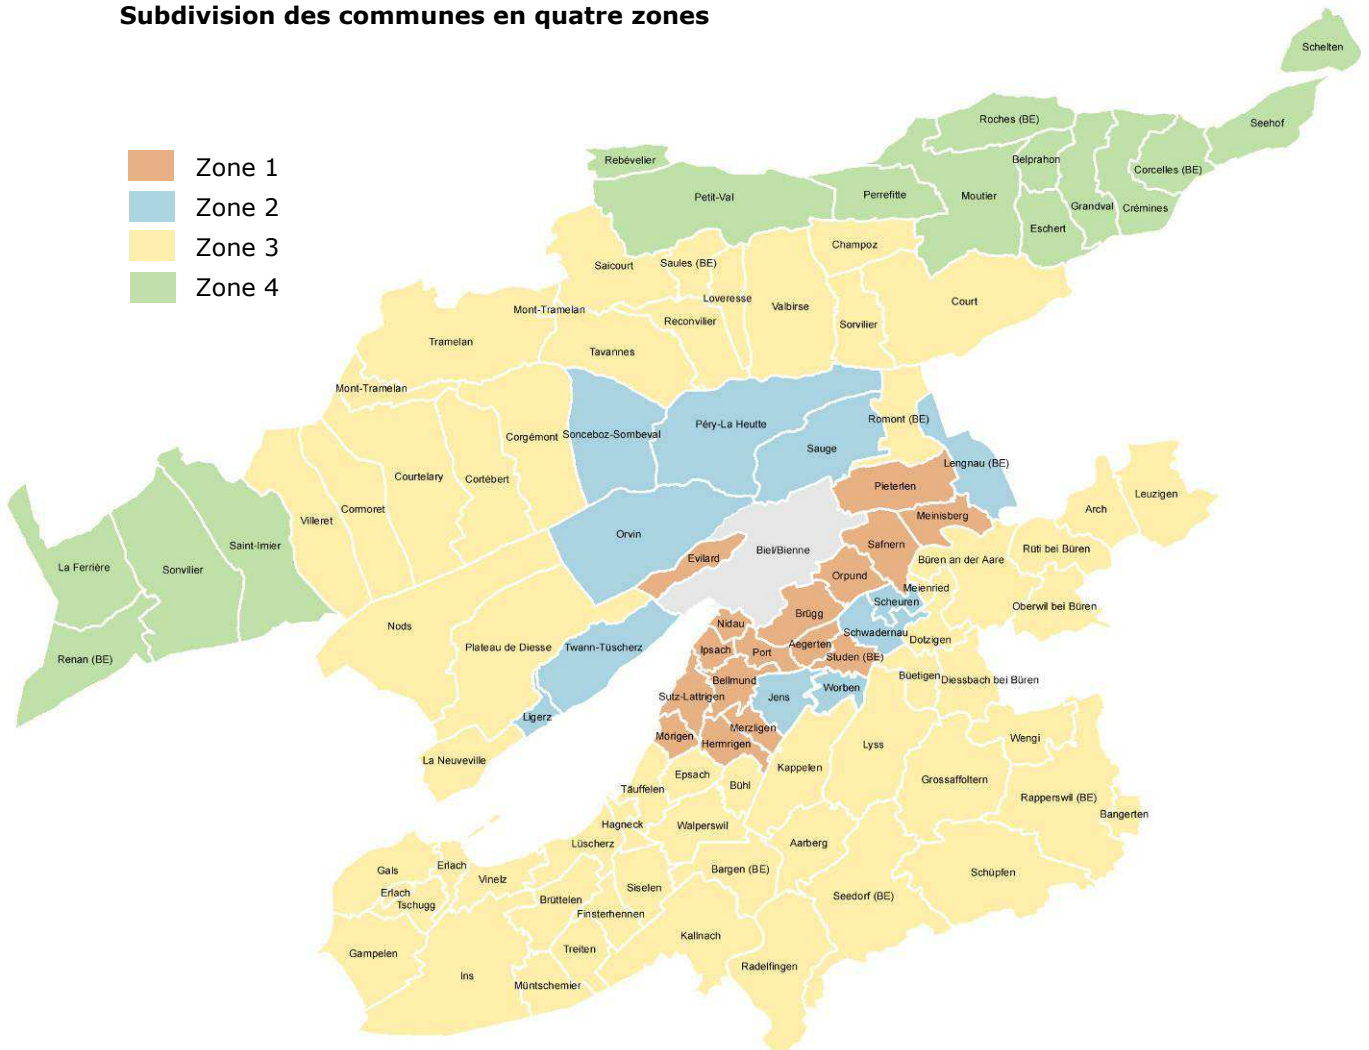 Subdivision des communes en quatre zones
Zone 1
Zone 2
Zone 3
Zone 4
Schelten
Seehof
Roches (BE)
Belprahon
Corcelles (BE)
Rebévelier
Petit-Val
Perrefitte
Moutier
Grandval
Crémines
Eschert
Champoz
Saicourt
Saules (BE)
Loveresse
Valbirse
Court
Mont-Tramelan
Reconvilier
Sorvilier
Tramelan
Tavannes
Mont-Tramelan
Romont (BE)
Péry-La Heutte
Corgémont
Sonceboz-Sombeval
Sauge
Lengnau (BE)
Courtelary
Cortébert
Pieterlen
Leuzigen
Cormoret
Villeret
Arch
Meinisberg
Saint-Imier
Orvin
Biel/Bienne
Safnern
Rüti bei Büren
Evilard
Büren an der Aare
La Ferrière
Sonvilier
Orpund
Meienried
Scheuren
Oberwil bei Büren
Brügg
Nidau
Nods
Schwadernau
Dotzigen
Plateau de Diesse
Twann-Tüscherz
Aegerten
Ipsach
Port
Studen (BE)
Renan (BE)
Büetigen
Diessbach bei Büren
Bellmund
Worben
Sutz-Lattrigen
Jens
Ligerz
Merzligen
Mörigen
Hermrigen
Lyss
Wengi
La Neuveville
Kappelen
Epsach
Bühl
Grossaffoltern
Täuffelen
Rapperswil (BE)
Bangerten
Hagneck
Walperswil
Lüscherz
Aarberg
Gals
Erlach
Bargen (BE)
Schüpfen
Vinelz
Siselen
Erlach
Tschugg
Brüttelen
Seedorf (BE)
Finsterhennen
Kallnach
Treiten
Gampelen
Radelfingen
Ins
Müntschemier